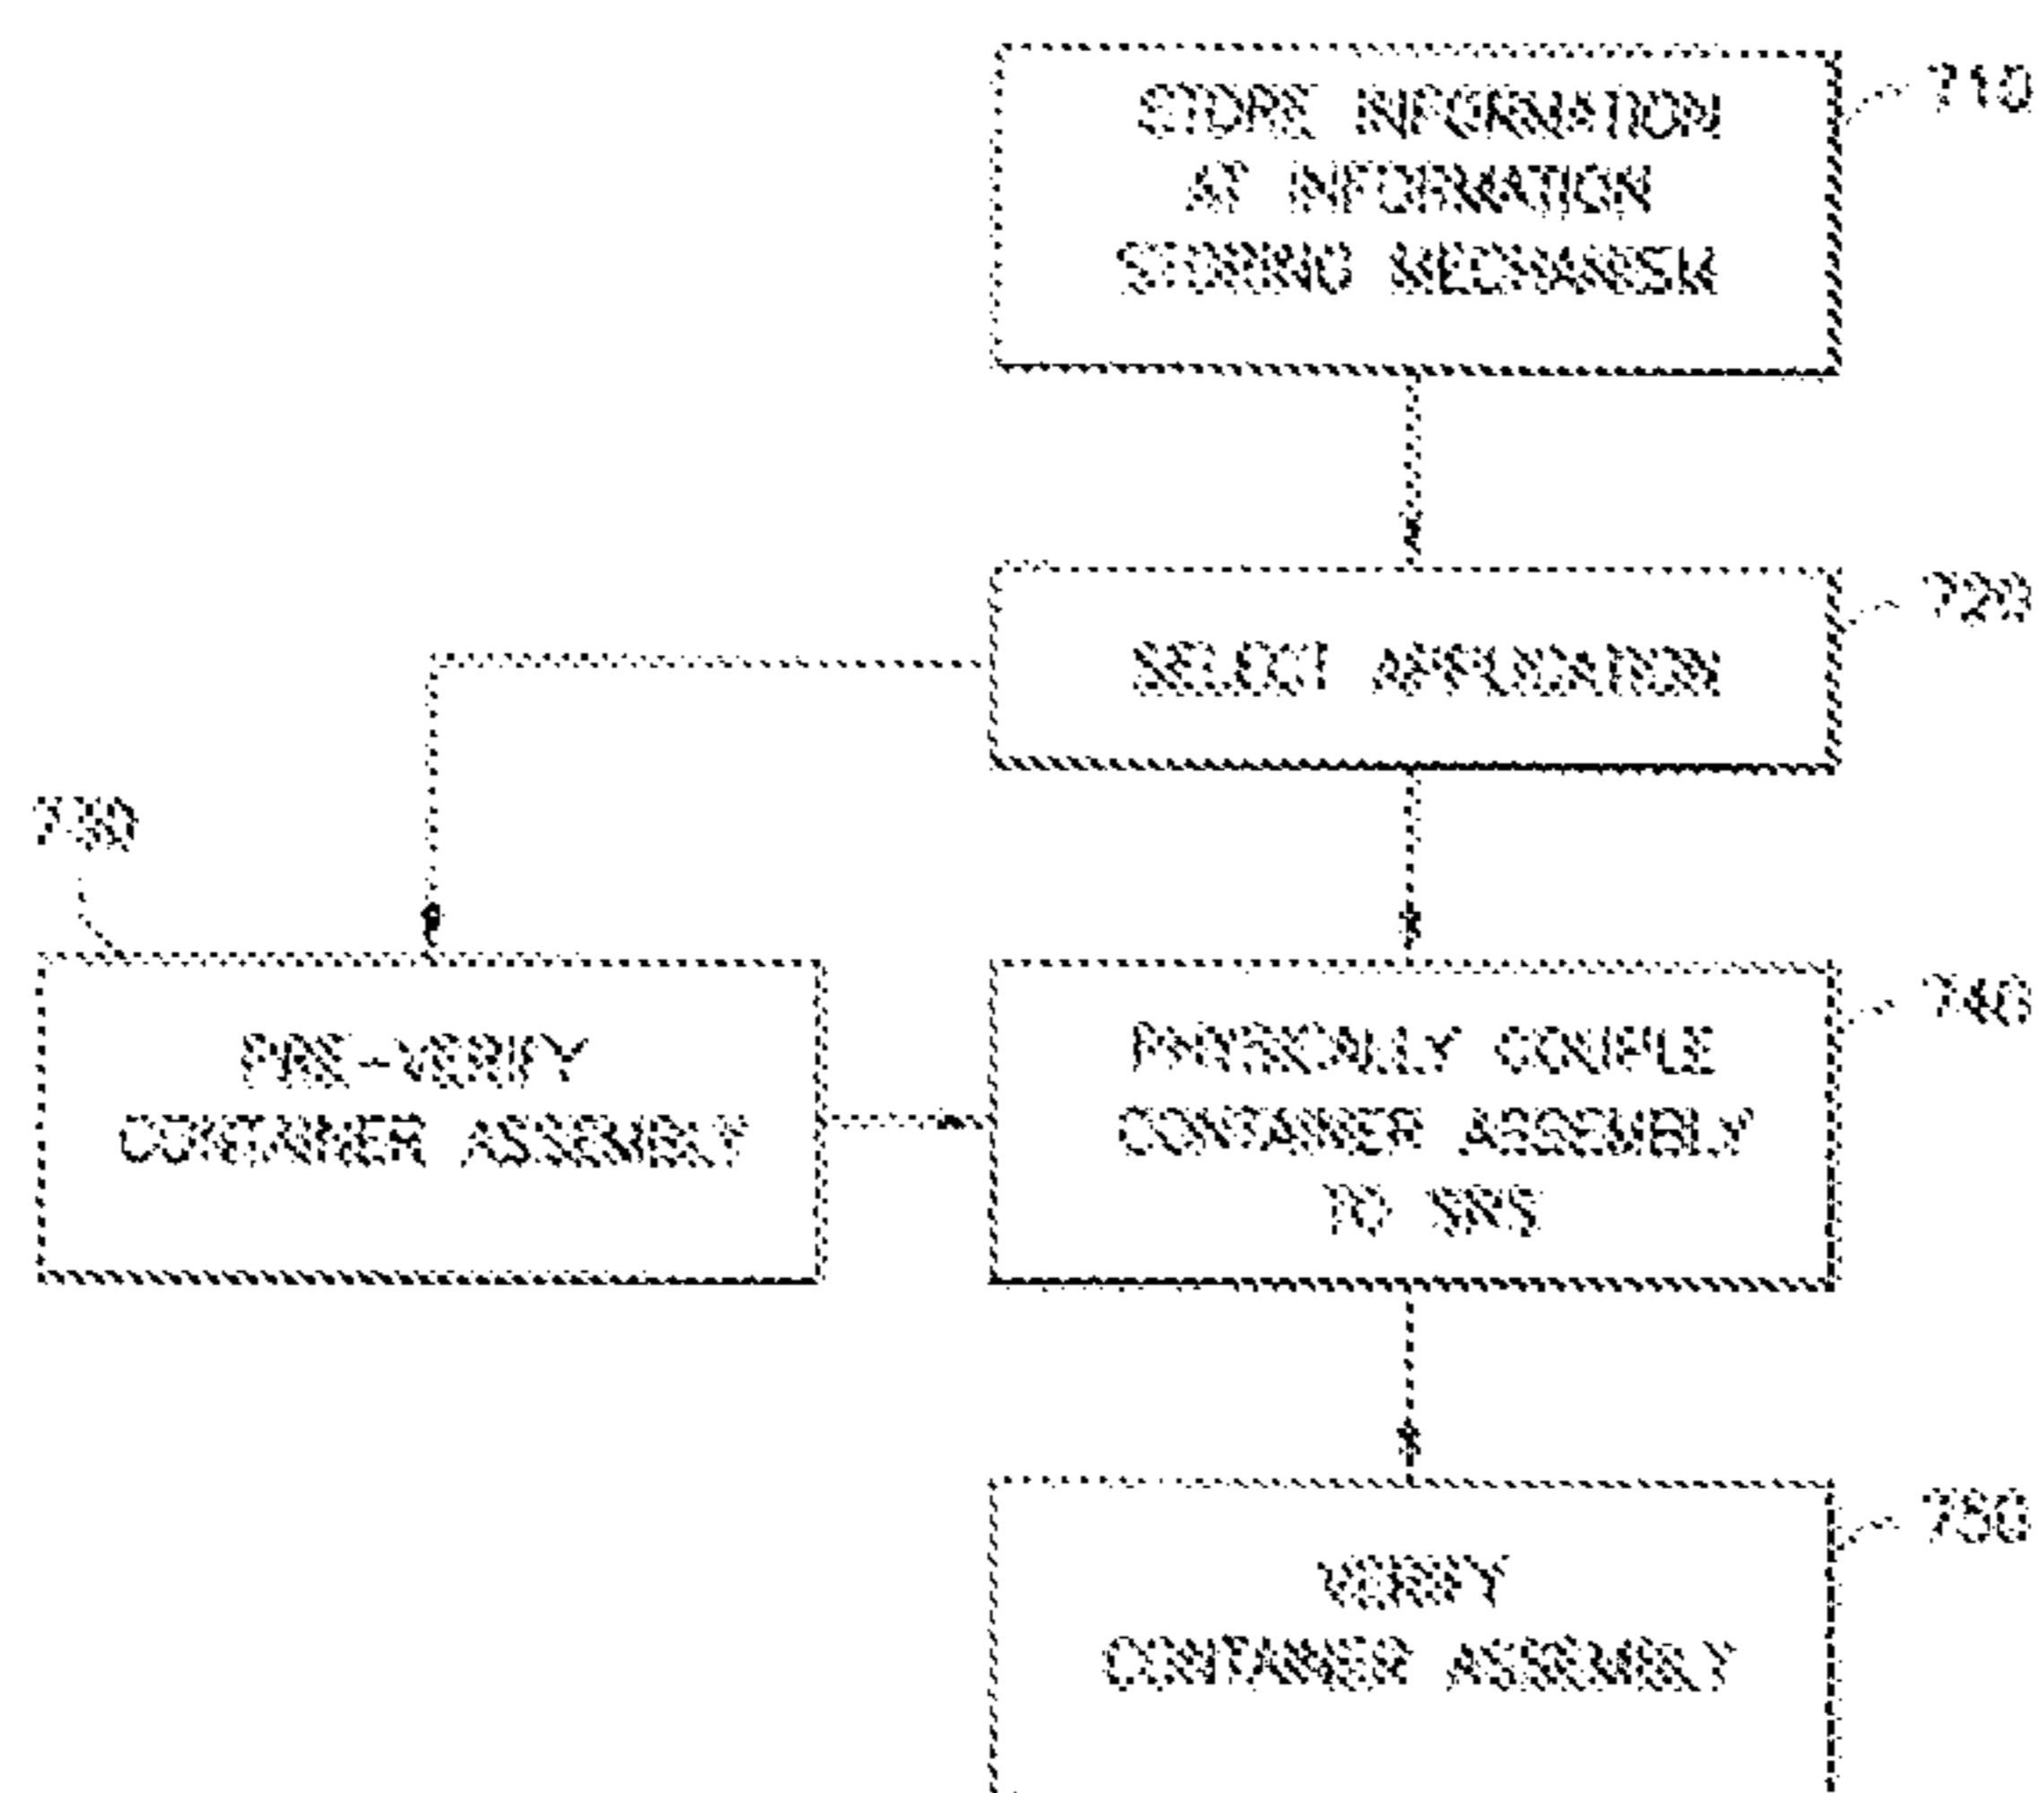 STORE INFORMATION
AT INFORMATION
STORING MECHANISM
710
SELECT APPLICATION
720
730
PRE-VERIFY
CONTAINER ASSEMBLY
PHYSICALLY COUPLE
CONTAINER ASSEMBLY
TO
740
VERIFY
CONTAINER ASSEMBLY
750